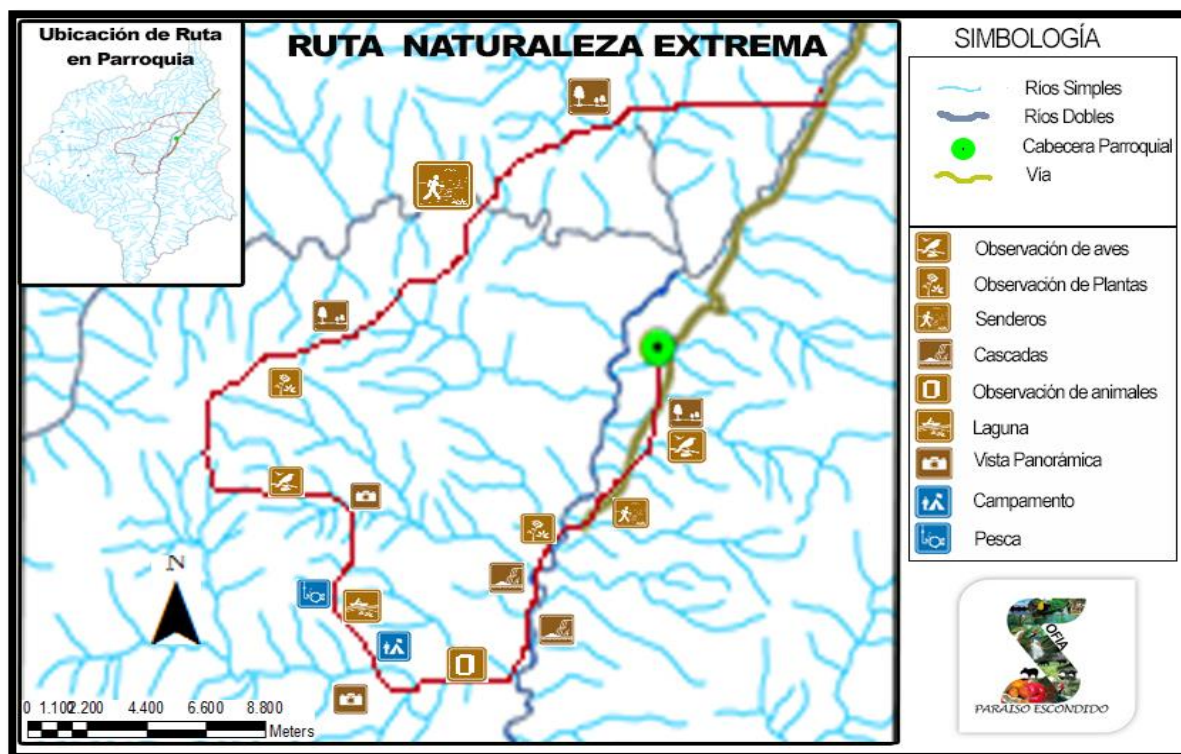 Ubicación de Ruta
en Parroquia
RUTA NATURALEZA EXTREMA
N
0 1.100 2.200 4.400 6.600 8.800
Meters
SIMBOLOGÍA
Ríos Simples
Ríos Dobles
Cabecera Parroquial
Via
Observación de aves
Observación de Plantas
Senderos
Cascadas
Observación de animales
Laguna
Vista Panorámica
Campamento
Pesca
SOFIA
PARAISO ESCONDIDO